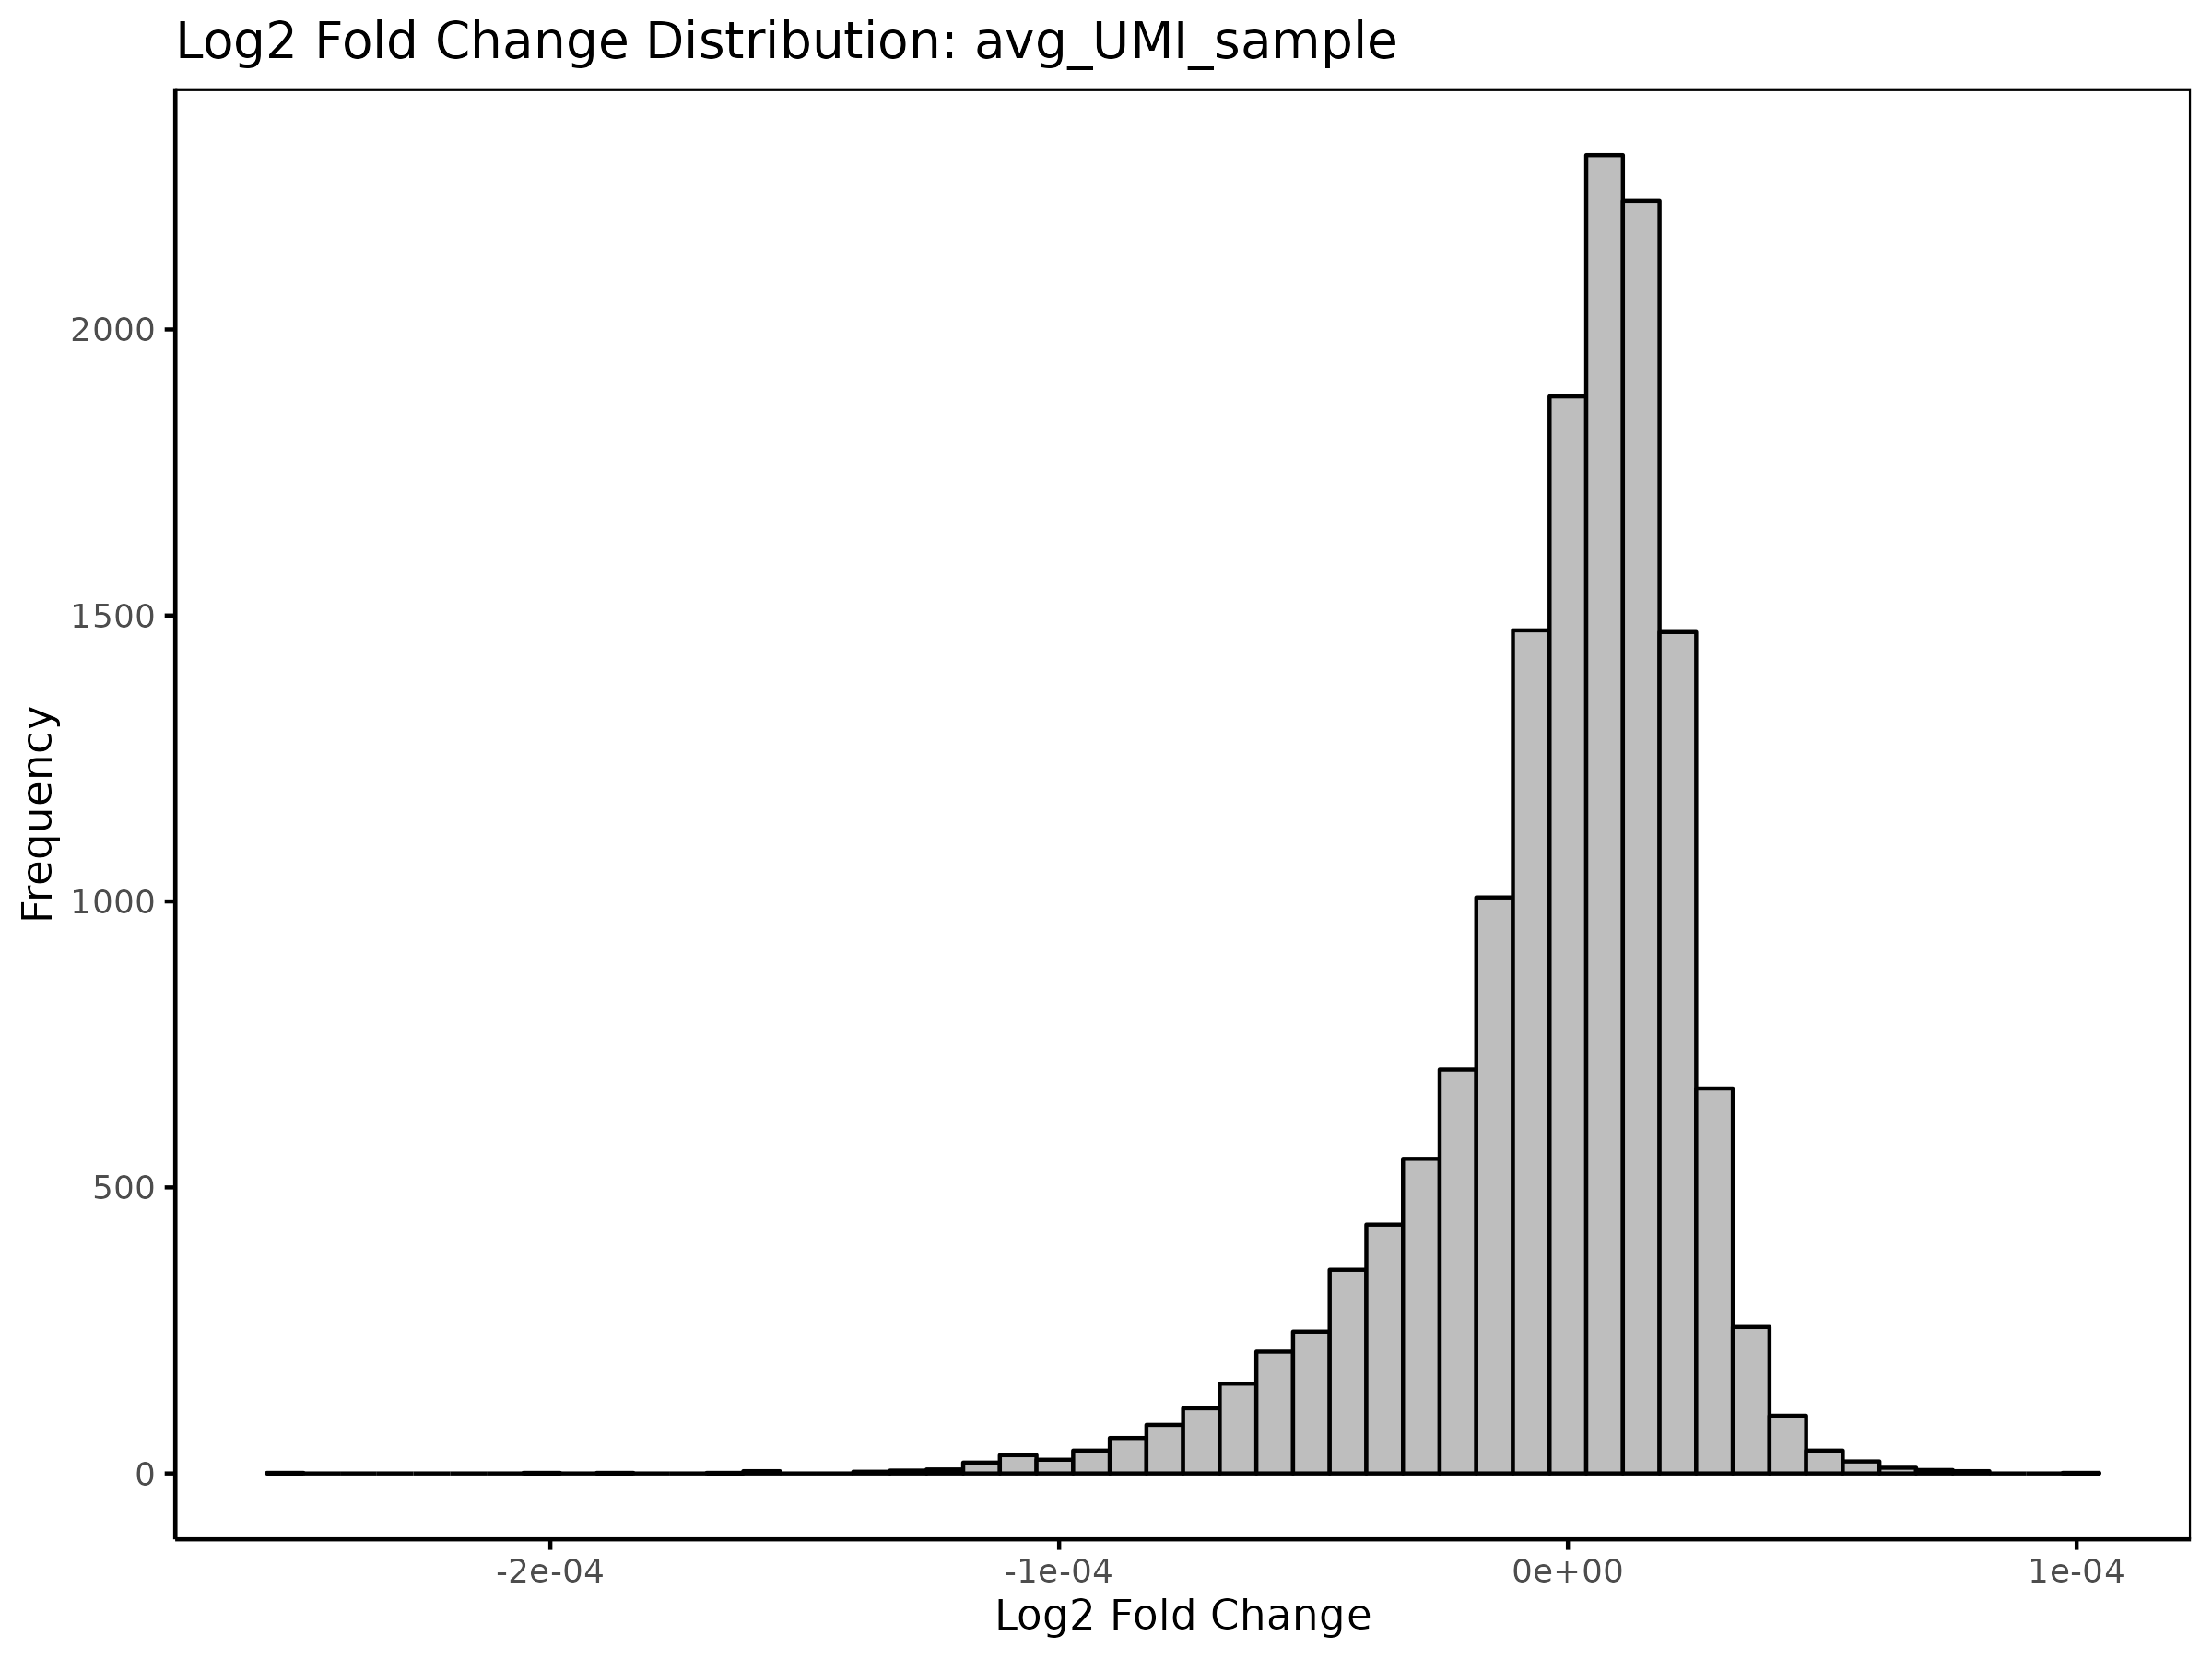 Log2 Fold Change Distribution: avg_UMI_sample
Frequency
2000
1500
1000
500
0
-2e-04
-1e-04
0e+00
1e-04
Log2 Fold Change